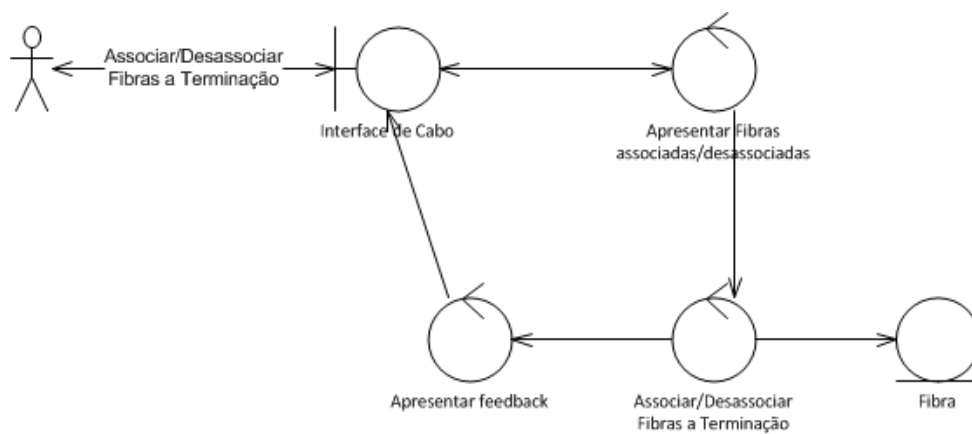 Associar/Desassociar
Fibras a Terminação
Interface de Cabo
Apresentar Fibras
associadas/desassociadas
Apresentar feedback
Associar/Desassociar
Fibras a Terminação
Fibra